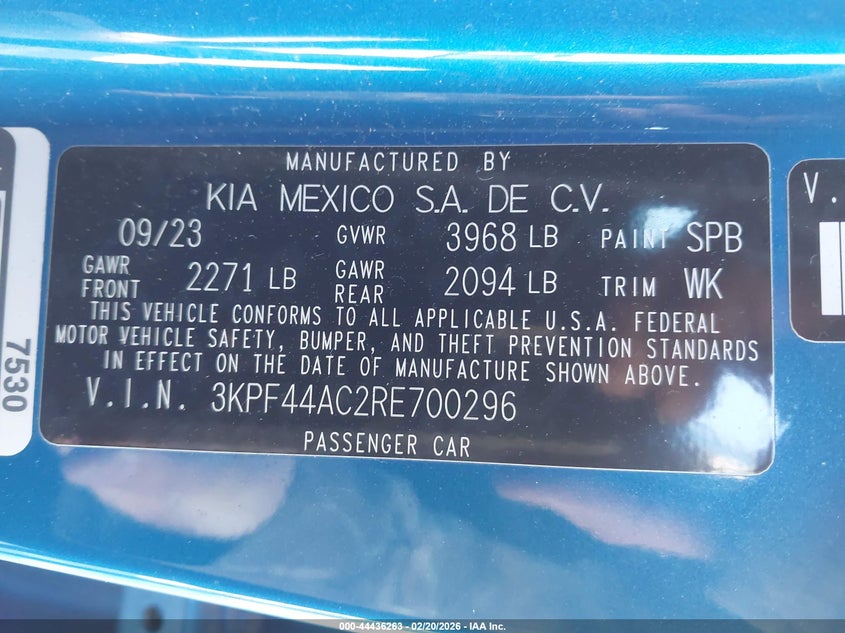 MANUFACTURED BY
KIA MEXICO S.A. DE C.V.
09/23 GVWR 3968 LB PAINT SPB
GAWR FRONT 2271 LB GAWR REAR 2094 LB TRIM WK
THIS VEHICLE CONFORMS TO ALL APPLICABLE U.S.A. FEDERAL
MOTOR VEHICLE SAFETY, BUMPER, AND THEFT PREVENTION STANDARDS
IN EFFECT ON THE DATE OF MANUFACTURE SHOWN ABOVE.
V.I.N. 3KPF44AC2RE700296
PASSENGER CAR
7530
V.
000-44436263 - 02/20/2026 - IAA Inc.